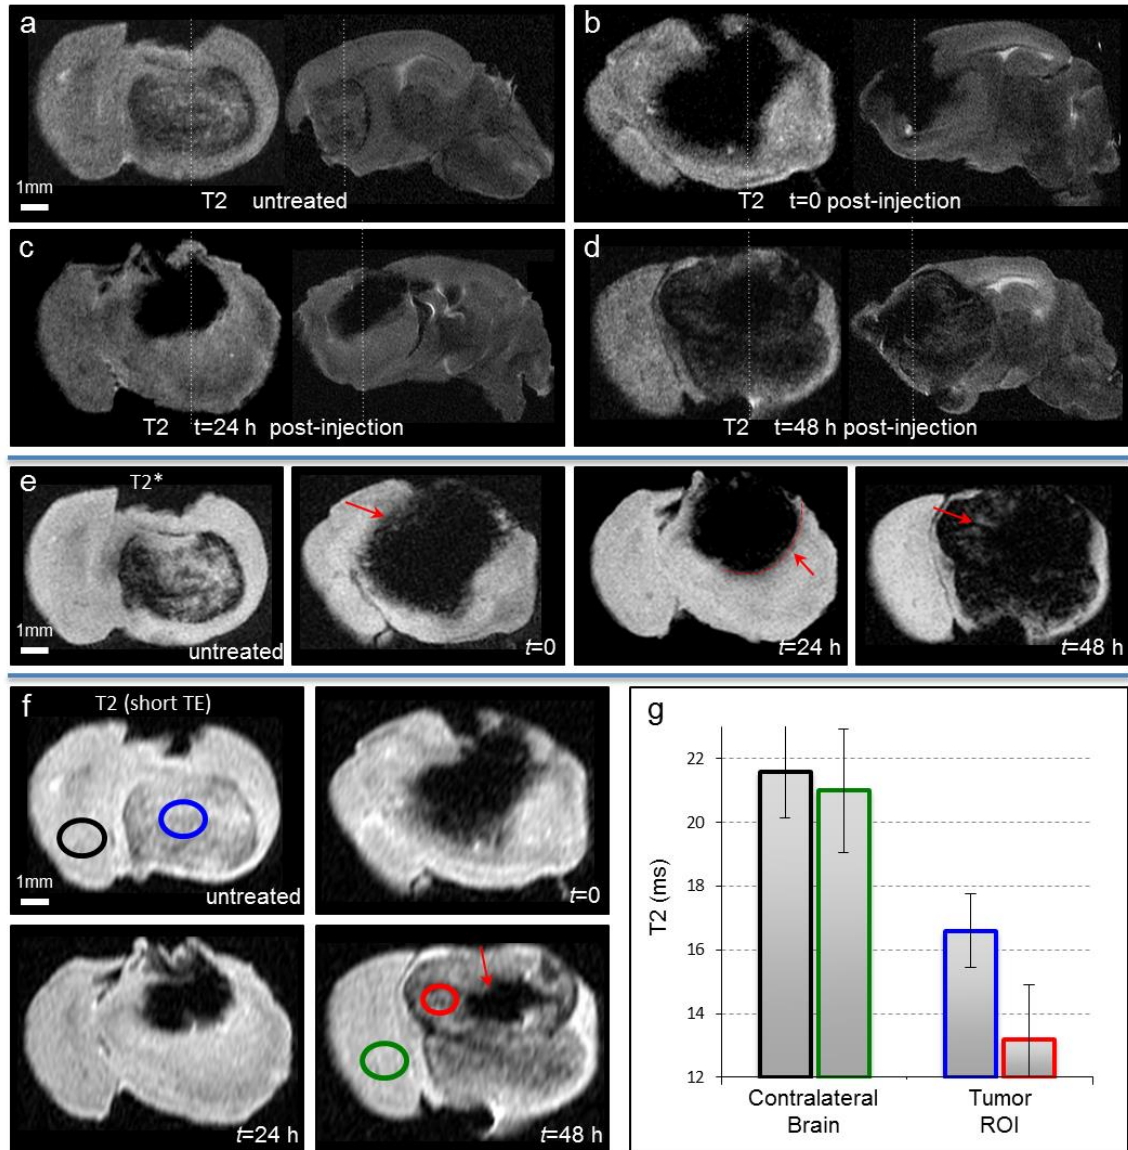 a
1mm
T2 untreated
b
T2 t=0 post-injection
c
T2 t=24 h post-injection
d
T2 t=48 h post-injection
e
T2*
1mm
untreated
t=0
t=24 h
t=48 h
f
T2 (short TE)
1mm
untreated
t=0
t=24 h
t=48 h
g
T2 (ms)
22
20
18
16
14
12
Contralateral
Brain
Tumor
ROI